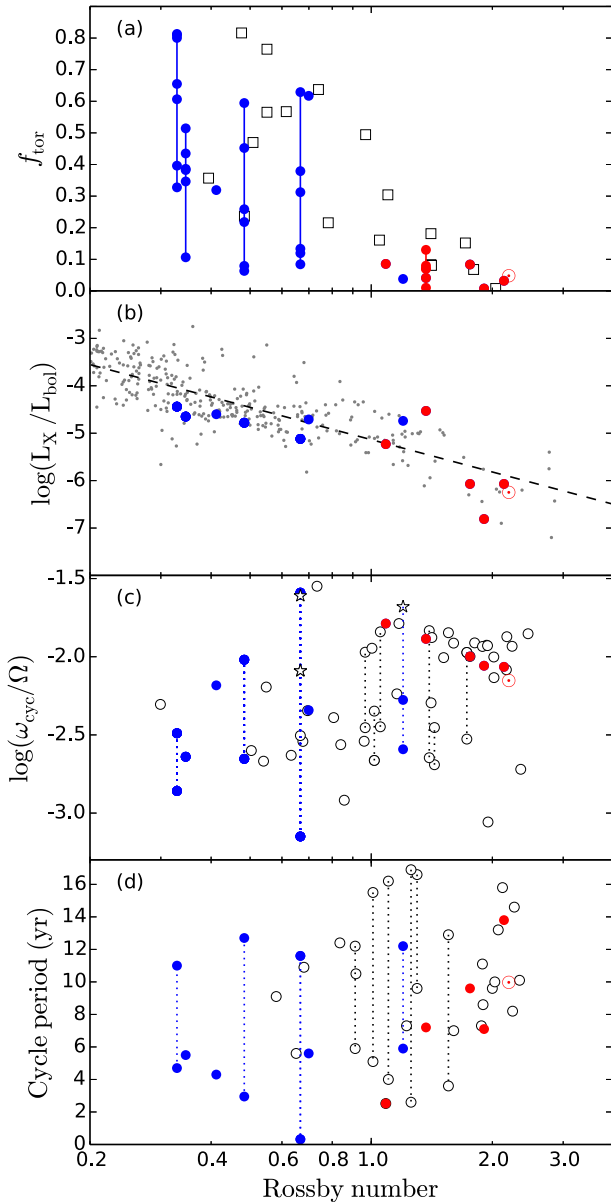 (a)
0.8
0.7
0.6
0.5
0.4
0.3
0.2
0.1
0.0
f_tor
(b)
-3
-4
-5
-6
-7
log(L_X/L_bol)
(c)
-1.5
-2.0
-2.5
-3.0
log(ω_cyc/Ω)
(d)
16
14
12
10
8
6
4
2
0
Cycle period (yr)
0.2 0.4 0.6 0.8 1.0 2.0 3.0
Rossby number